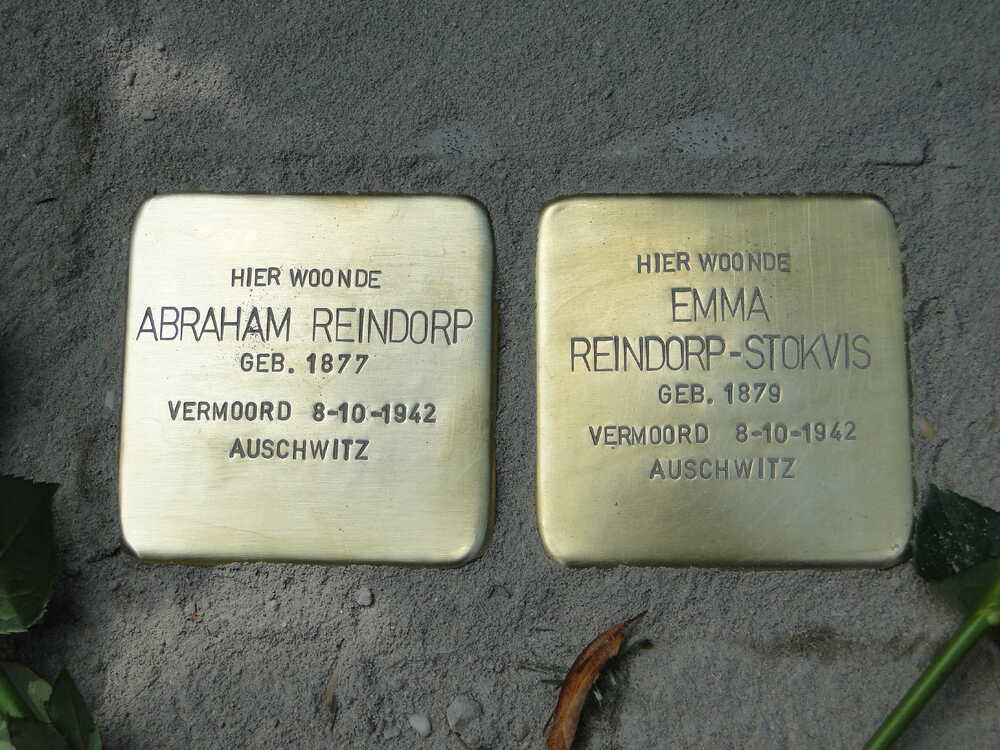 HIER WOONDE
ABRAHAM REINDORP
GEB. 1877
VERMOORD 8-10-1942
AUSCHWITZ
HIER WOONDE
EMMA
REINDORP-STOKVIS
GEB. 1879
VERMOORD 8-10-1942
AUSCHWITZ